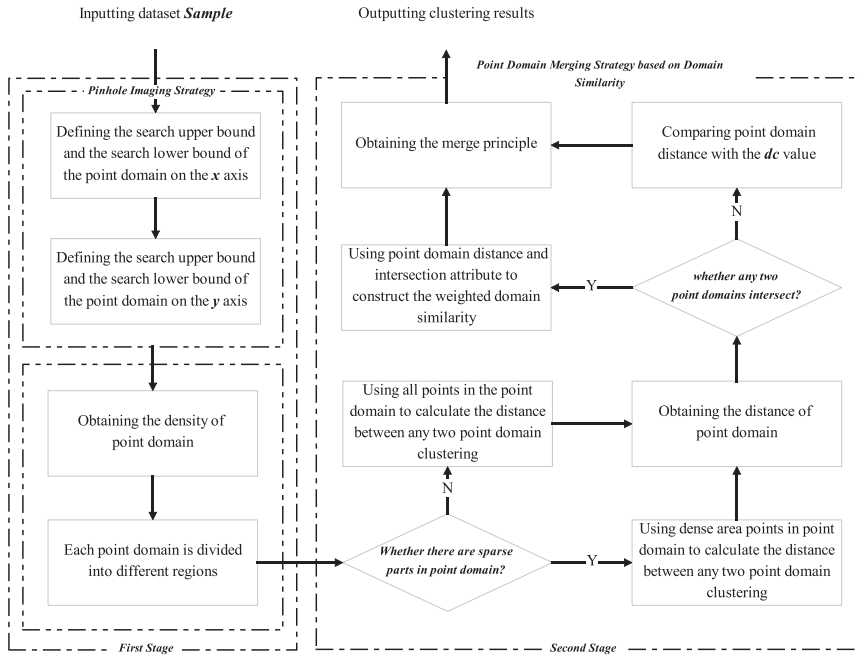 Inputting dataset Sample
Outputting clustering results
Pinhole Imaging Strategy
Defining the search upper bound
and the search lower bound of
the point domain on the x axis
Defining the search upper bound
and the search lower bound of
the point domain on the y axis
Obtaining the density of
point domain
Each point domain is divided
into different regions
First Stage
Point Domain Merging Strategy based on Domain
Similarity
Obtaining the merge principle
Comparing point domain
distance with the dc value
N
Using point domain distance and
intersection attribute to
construct the weighted domain
similarity
Y
whether any two
point domains intersect?
Using all points in the point
domain to calculate the distance
between any two point domain
clustering
Obtaining the distance of
point domain
N
Whether there are sparse
parts in point domain?
Y
Using dense area points in point
domain to calculate the distance
between any two point domain
clustering
Second Stage